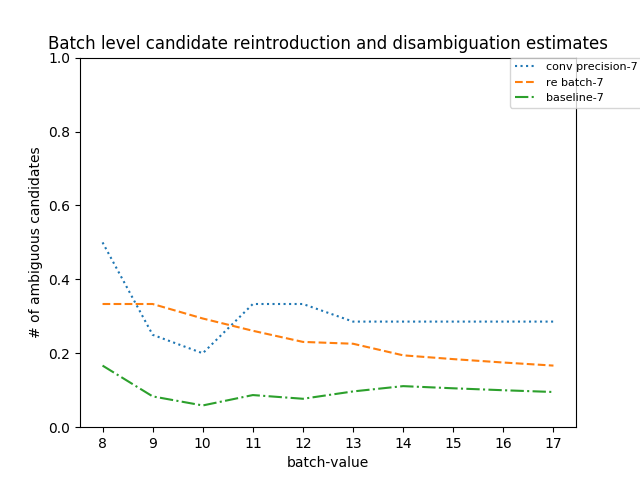 Batch level candidate reintroduction and disambiguation estimates
conv precision-7
re batch-7
baseline-7
# of ambiguous candidates
1.0
0.8
0.6
0.4
0.2
0.0
8 9 10 11 12 13 14 15 16 17
batch-value